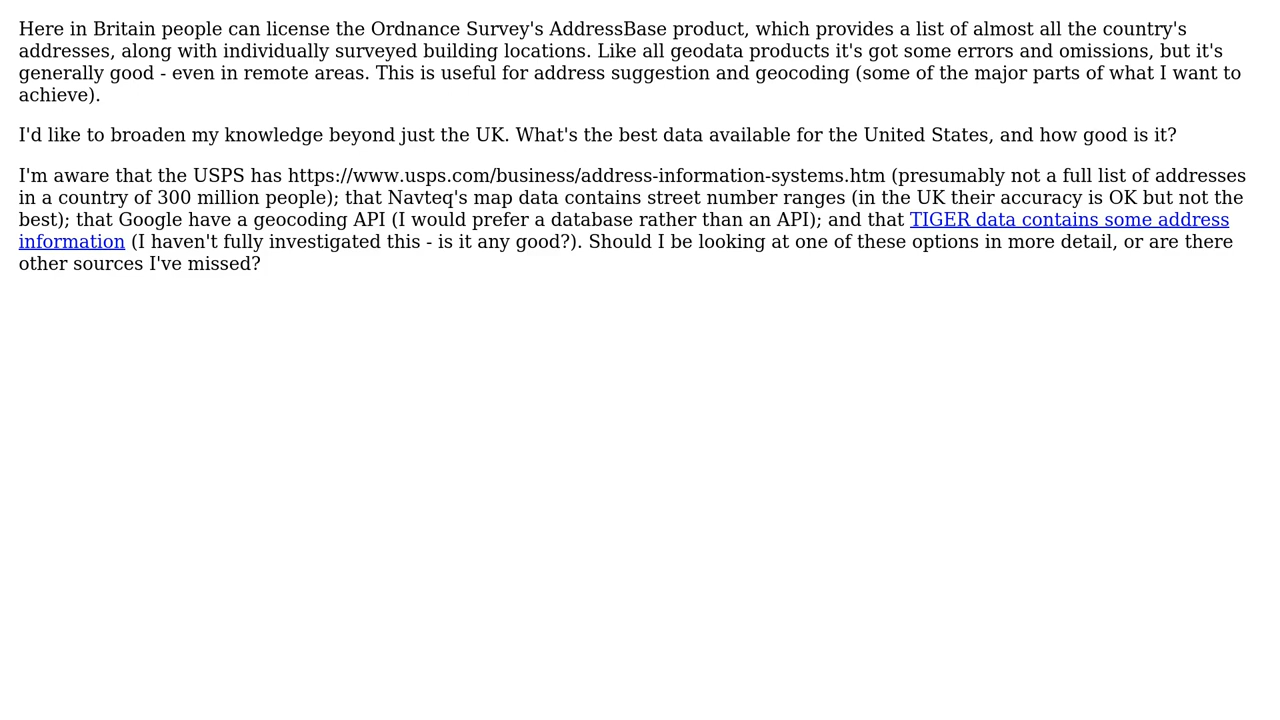 Here in Britain people can license the Ordnance Survey's AddressBase product, which provides a list of almost all the country's
addresses, along with individually surveyed building locations. Like all geodata products it's got some errors and omissions, but it's
generally good - even in remote areas. This is useful for address suggestion and geocoding (some of the major parts of what I want to
achieve).
I'd like to broaden my knowledge beyond just the UK. What's the best data available for the United States, and how good is it?
I'm aware that the USPS has https://www.usps.com/business/address-information-systems.htm (presumably not a full list of addresses
in a country of 300 million people); that Navteq's map data contains street number ranges (in the UK their accuracy is OK but not the
best); that Google have a geocoding API (I would prefer a database rather than an API); and that TIGER data contains some address
information (I haven't fully investigated this - is it any good?). Should I be looking at one of these options in more detail, or are there
other sources I've missed?